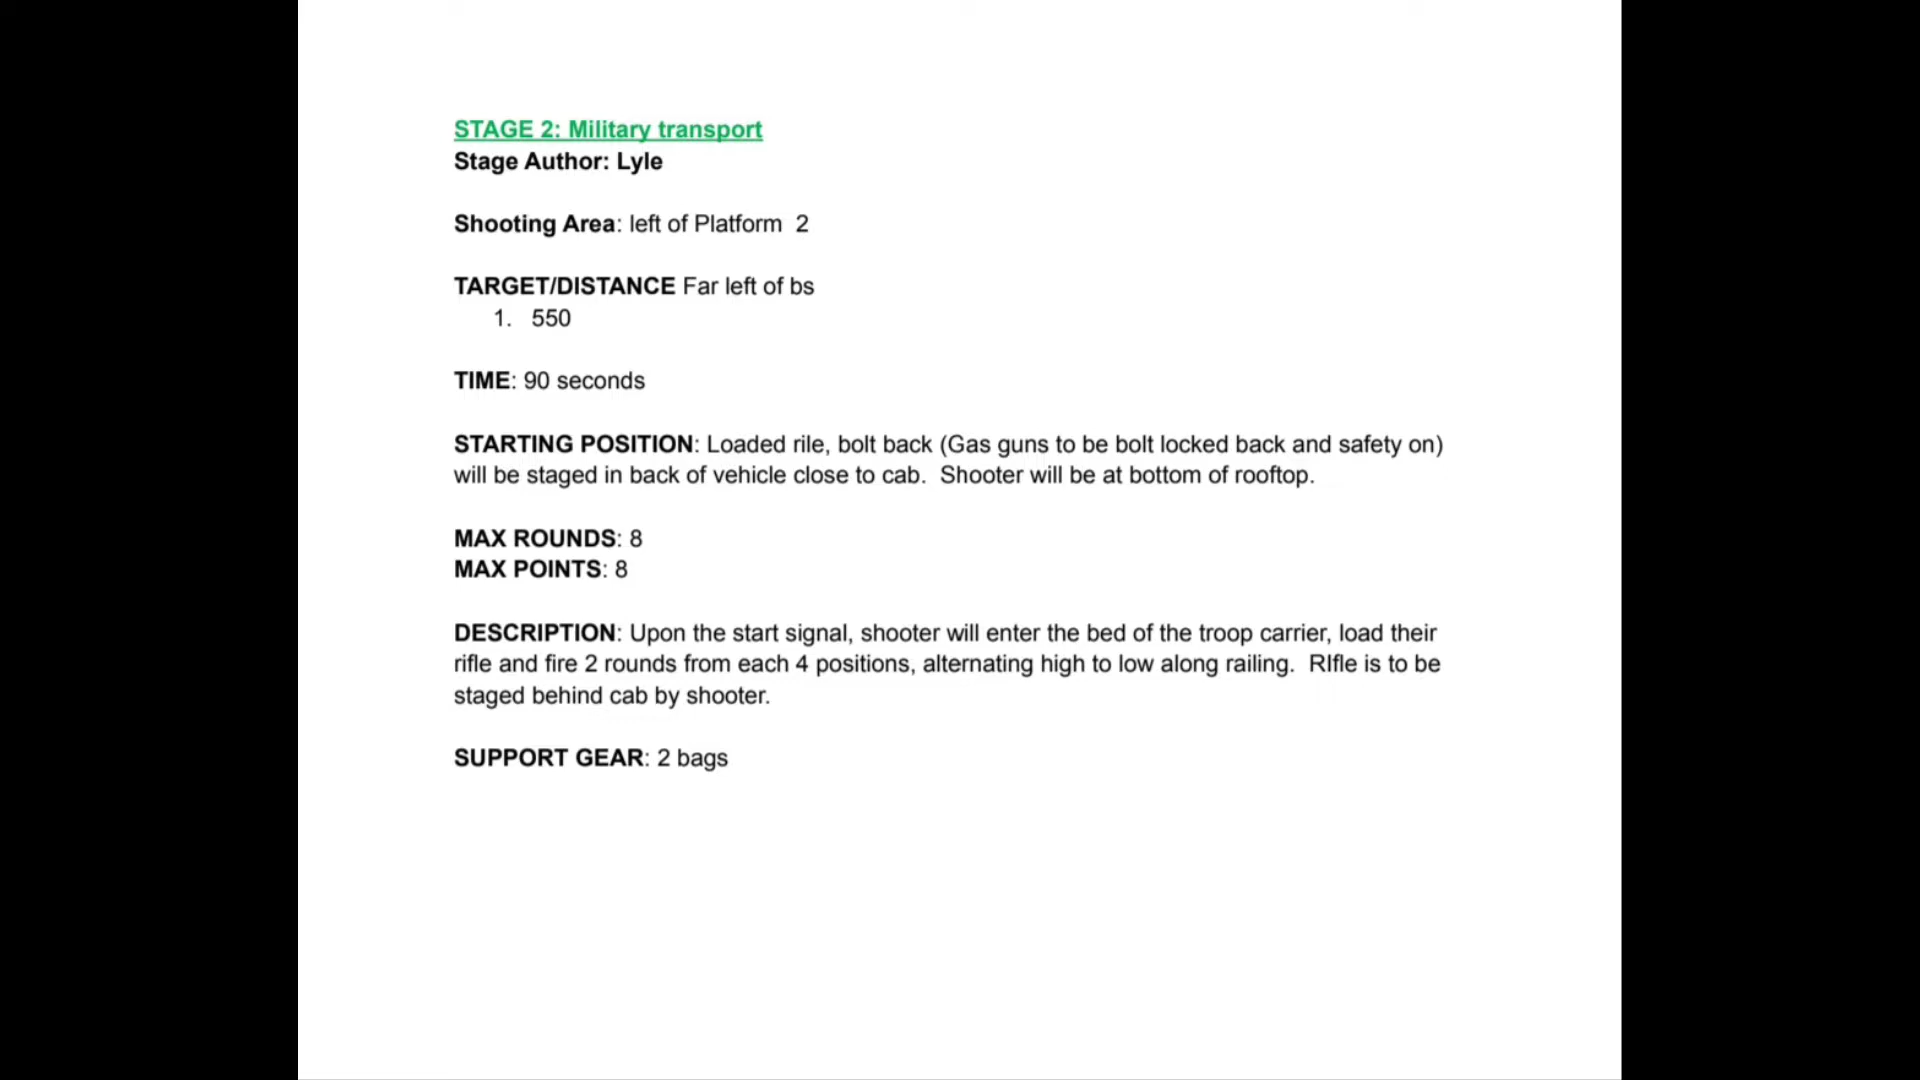 STAGE 2: Military transport
Stage Author: Lyle
Shooting Area: left of Platform  2
TARGET/DISTANCE Far left of bs
1. 550
TIME: 90 seconds
STARTING POSITION: Loaded rile, bolt back (Gas guns to be bolt locked back and safety on)
will be staged in back of vehicle close to cab.  Shooter will be at bottom of rooftop.
MAX ROUNDS: 8
MAX POINTS: 8
DESCRIPTION: Upon the start signal, shooter will enter the bed of the troop carrier, load their
rifle and fire 2 rounds from each 4 positions, alternating high to low along railing.  RIfle is to be
staged behind cab by shooter.
SUPPORT GEAR: 2 bags